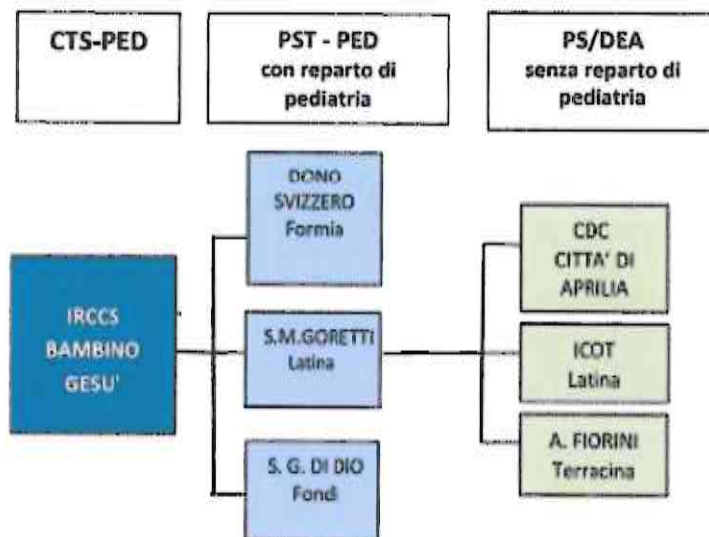 CTS-PED
PST - PED
con reparto di
pediatria
PS/DEA
senza reparto di
pediatria
DONO
SVIZZERO
Formia
IRCCS
BAMBINO
GESU'
S.M.GORETTI
Latina
S. G. DI DIO
Fondi
CDC
CITTA' DI
APRILIA
ICOT
Latina
A. FIORINI
Terracina